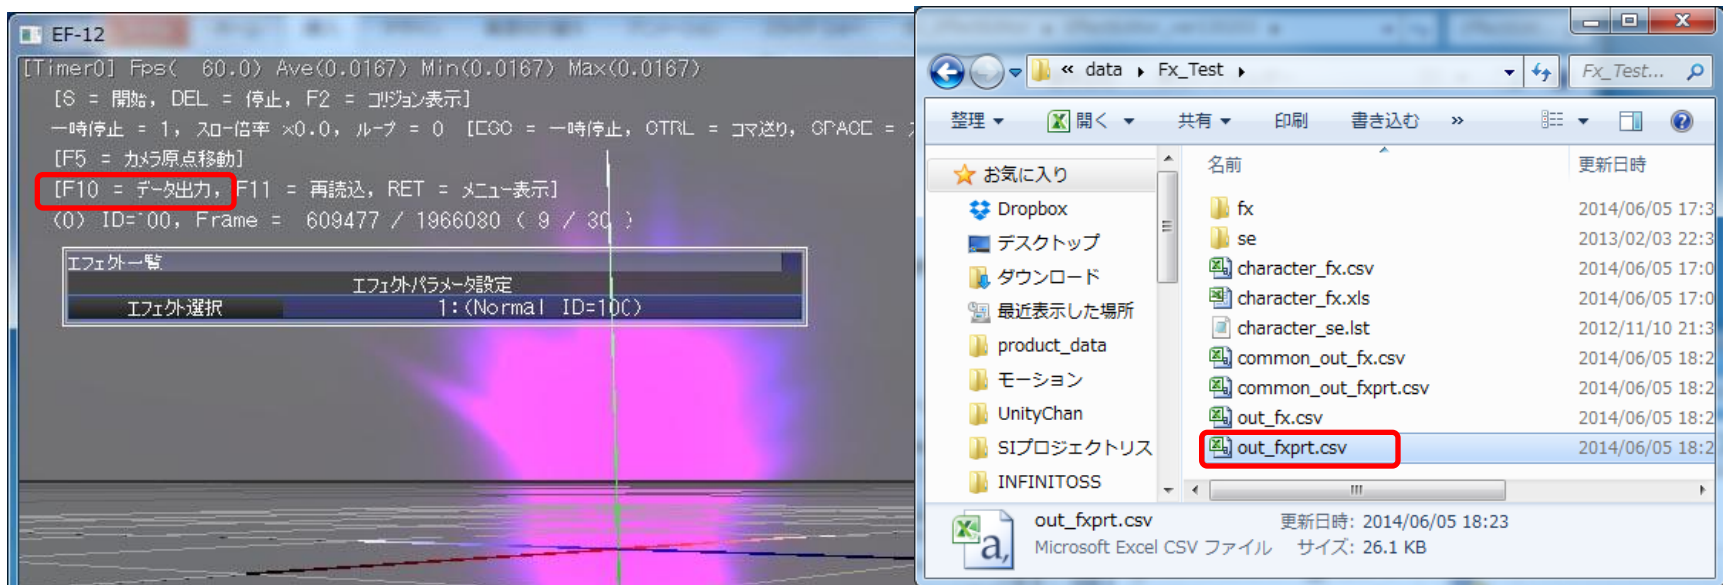 EF-12
[Timer0] Fps(  60.0) Ave(0.0167) Min(0.0167) Max(0.0167)
[S = 開始, DEL = 停止, F2 = コリジョン表示]
一時停止 = 1, スロー倍率 ×0.0, ループ = 0  [ESC = 一時停止, CTRL = コマ送り, SPACE =
[F5 = カメラ原点移動]
[F10 = データ出力, F11 = 再読込, RET = メニュー表示]
(0) ID=100, Frame =  609477 / 1966080 ( 9 / 30 )
エフェクト一覧
エフェクトパラメータ設定
エフェクト選択 1:(Normal  ID=100)
« data ▸ Fx_Test ▸ Fx_Test...
整理 ▼ 開く ▼ 共有 ▼ 印刷 書き込む »
お気に入り
Dropbox
デスクトップ
ダウンロード
最近表示した場所
product_data
モーション
UnityChan
SIプロジェクトリス
INFINITOSS
名前 更新日時
fx 2014/06/05 17:3
se 2013/02/03 22:3
character_fx.csv 2014/06/05 17:0
character_fx.xls 2014/06/05 17:0
character_se.lst 2012/11/10 21:3
common_out_fx.csv 2014/06/05 18:2
common_out_fxprt.csv 2014/06/05 18:2
out_fx.csv 2014/06/05 18:2
out_fxprt.csv 2014/06/05 18:2
out_fxprt.csv 更新日時: 2014/06/05 18:23
Microsoft Excel CSV ファイル サイズ: 26.1 KB